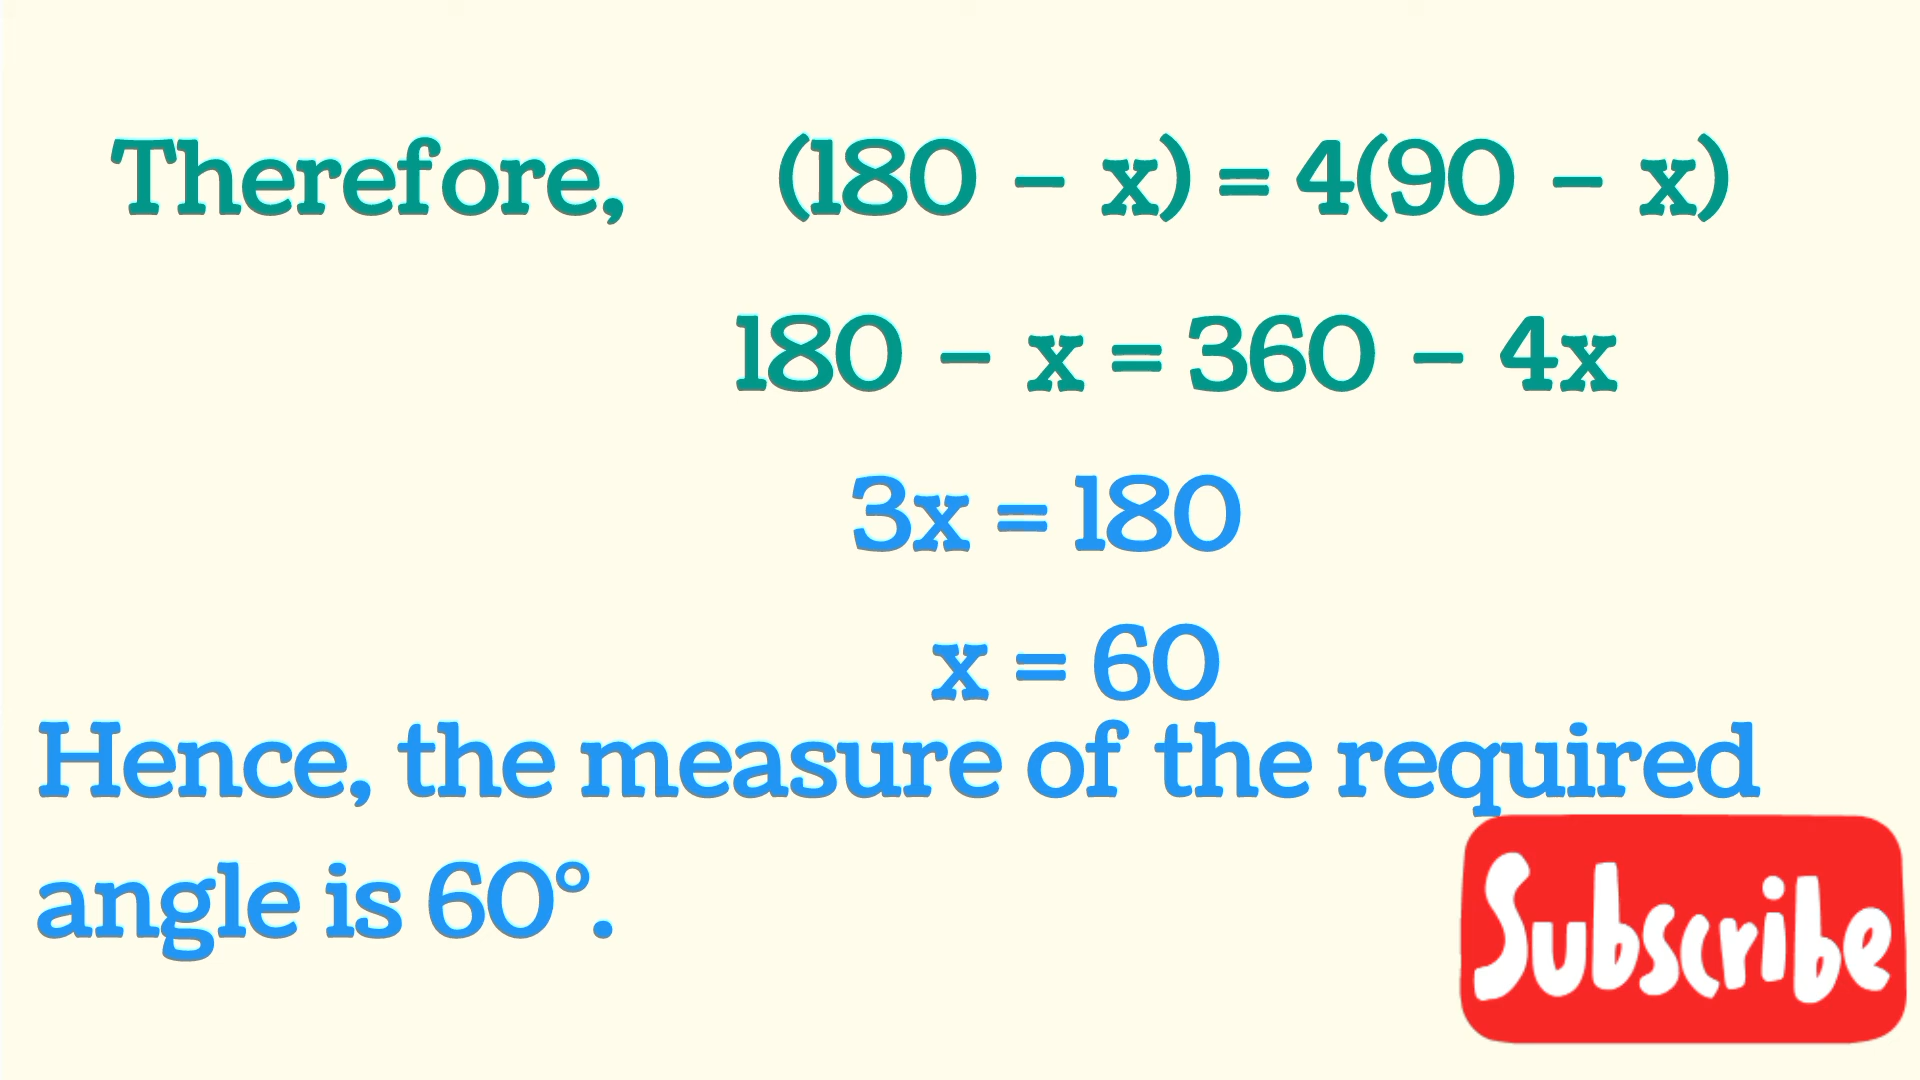 Therefore, (180 – x) = 4(90 – x)
180 – x = 360 – 4x
3x = 180
x = 60
Hence, the measure of the required
angle is 60°.
Subscribe